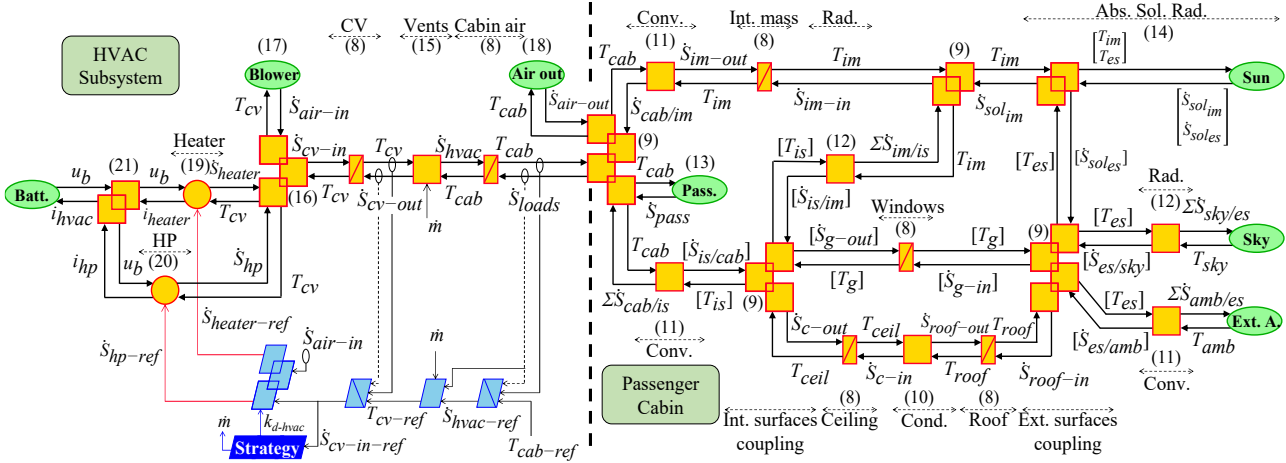 HVAC
Subsystem
CV
(8)
Vents
(15)
Cabin air
(8)
(17)
Blower
(18)
Air out
T_cv
Ṡ_air−in
T_cab
Ṡ_air−out
Heater
(19)
(21)
Batt.
u_b
i_hvac
u_b
i_heater
Ṡ_heater
T_cv
(16)
Ṡ_cv−in
T_cv
T_cv
Ṡ_cv−out
Ṡ_hvac
T_cab
ṁ
T_cab
Ṡ_loads
HP
(20)
i_hp
u_b
Ṡ_hp
T_cv
Ṡ_heater−ref
Ṡ_hp−ref
Ṡ_air−in
ṁ
T_cv−ref
Ṡ_hvac−ref
T_cab−ref
k_d-hvac
ṁ
Strategy
Ṡ_cv−in−ref
Conv.
(11)
Int. mass
(8)
Rad.
Abs. Sol. Rad.
(14)
T_cab
Ṡ_im−out
T_im
(9)
T_im
[T_im
T_es]
Sun
Ṡ_cab/im
T_im
Ṡ_im−in
Ṡ_sol_im
[Ṡ_sol_im
Ṡ_sol_es]
(9)
T_cab
(13)
Pass.
Ṡ_pass
[T_is]
(12)
ΣṠ_im/is
T_im
[Ṡ_is/im]
[T_es]
[Ṡ_sol_es]
Windows
(8)
Rad.
(12)
T_cab
[Ṡ_is/cab]
[Ṡ_g−out]
[T_g]
(9)
[T_es]
ΣṠ_sky/es
Sky
ΣṠ_cab/is
[T_is]
(9)
[T_g]
[Ṡ_g−in]
[Ṡ_es/sky]
T_sky
[T_es]
ΣṠ_amb/es
Ext. A.
[Ṡ_es/amb]
T_amb
(11)
Conv.
Ṡ_c−out
T_ceil
Ṡ_roof−out
T_roof
T_ceil
Ṡ_c−in
T_roof
Ṡ_roof−in
(11)
Conv.
Passenger
Cabin
Int. surfaces
coupling
(8)
Ceiling
(10)
Cond.
(8)
Roof
Ext. surfaces
coupling